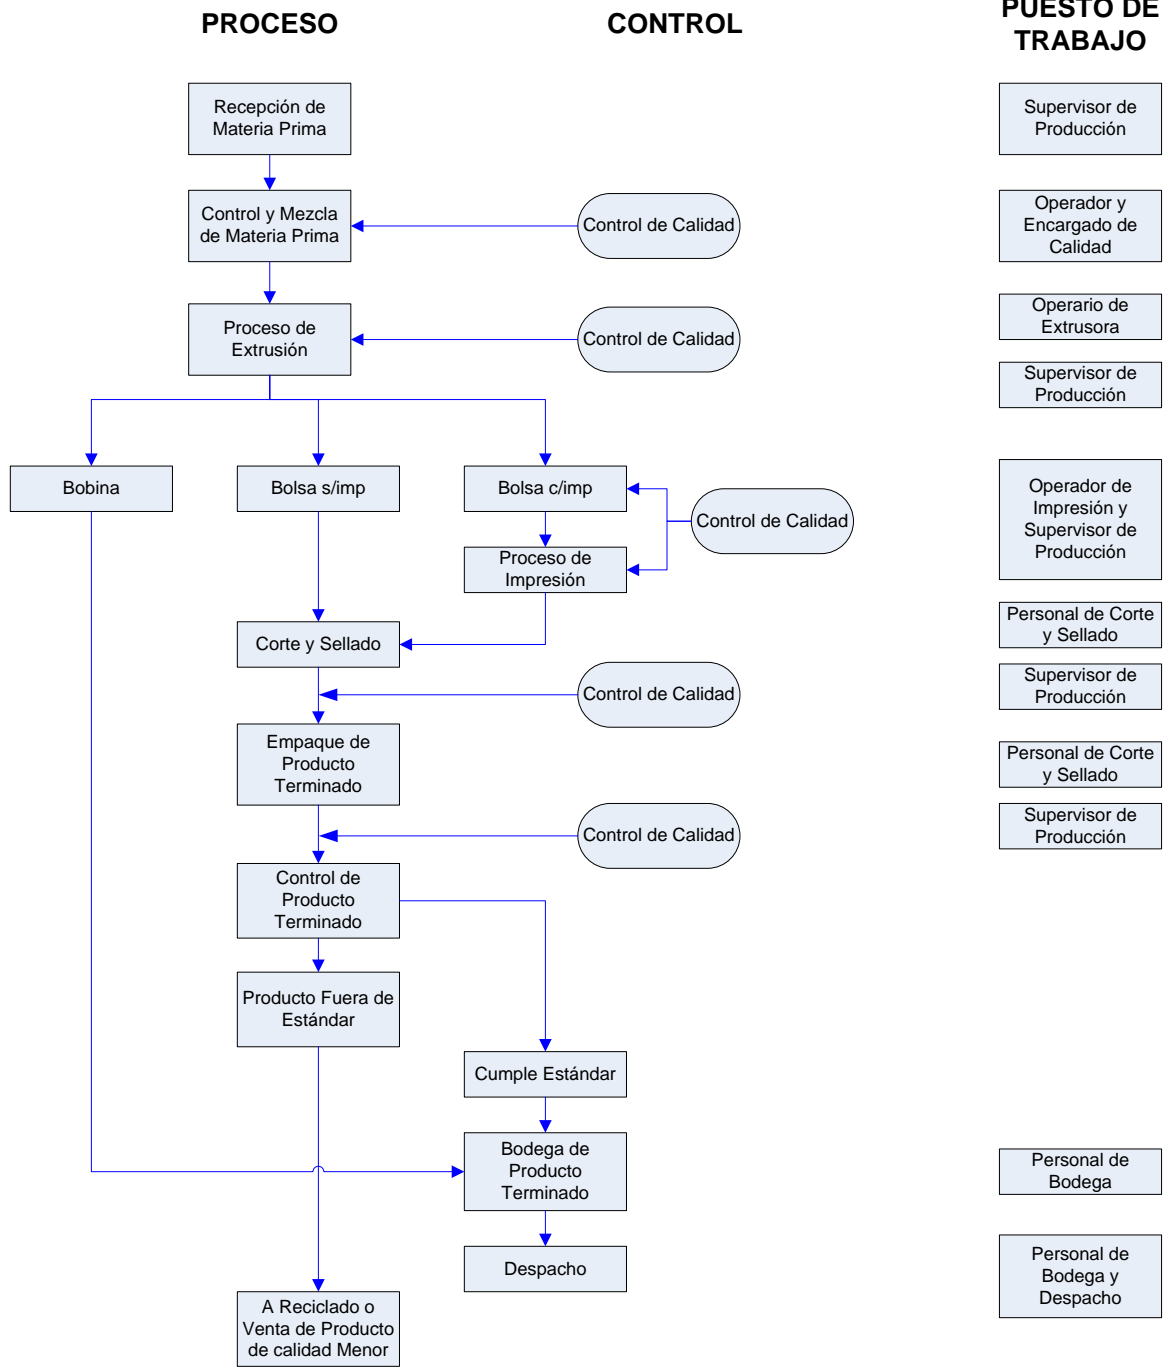 PROCESO
CONTROL
PUESTO DE
TRABAJO
Recepción de
Materia Prima
Supervisor de
Producción
Control y Mezcla
de Materia Prima
Control de Calidad
Operador y
Encargado de
Calidad
Proceso de
Extrusión
Control de Calidad
Operario de
Extrusora
Supervisor de
Producción
Bobina
Bolsa s/imp
Bolsa c/imp
Control de Calidad
Operador de
Impresión y
Supervisor de
Producción
Proceso de
Impresión
Corte y Sellado
Personal de Corte
y Sellado
Control de Calidad
Supervisor de
Producción
Empaque de
Producto
Terminado
Personal de Corte
y Sellado
Control de Calidad
Supervisor de
Producción
Control de
Producto
Terminado
Producto Fuera de
Estándar
Cumple Estándar
Bodega de
Producto
Terminado
Personal de
Bodega
Despacho
Personal de
Bodega y
Despacho
A Reciclado o
Venta de Producto
de calidad Menor